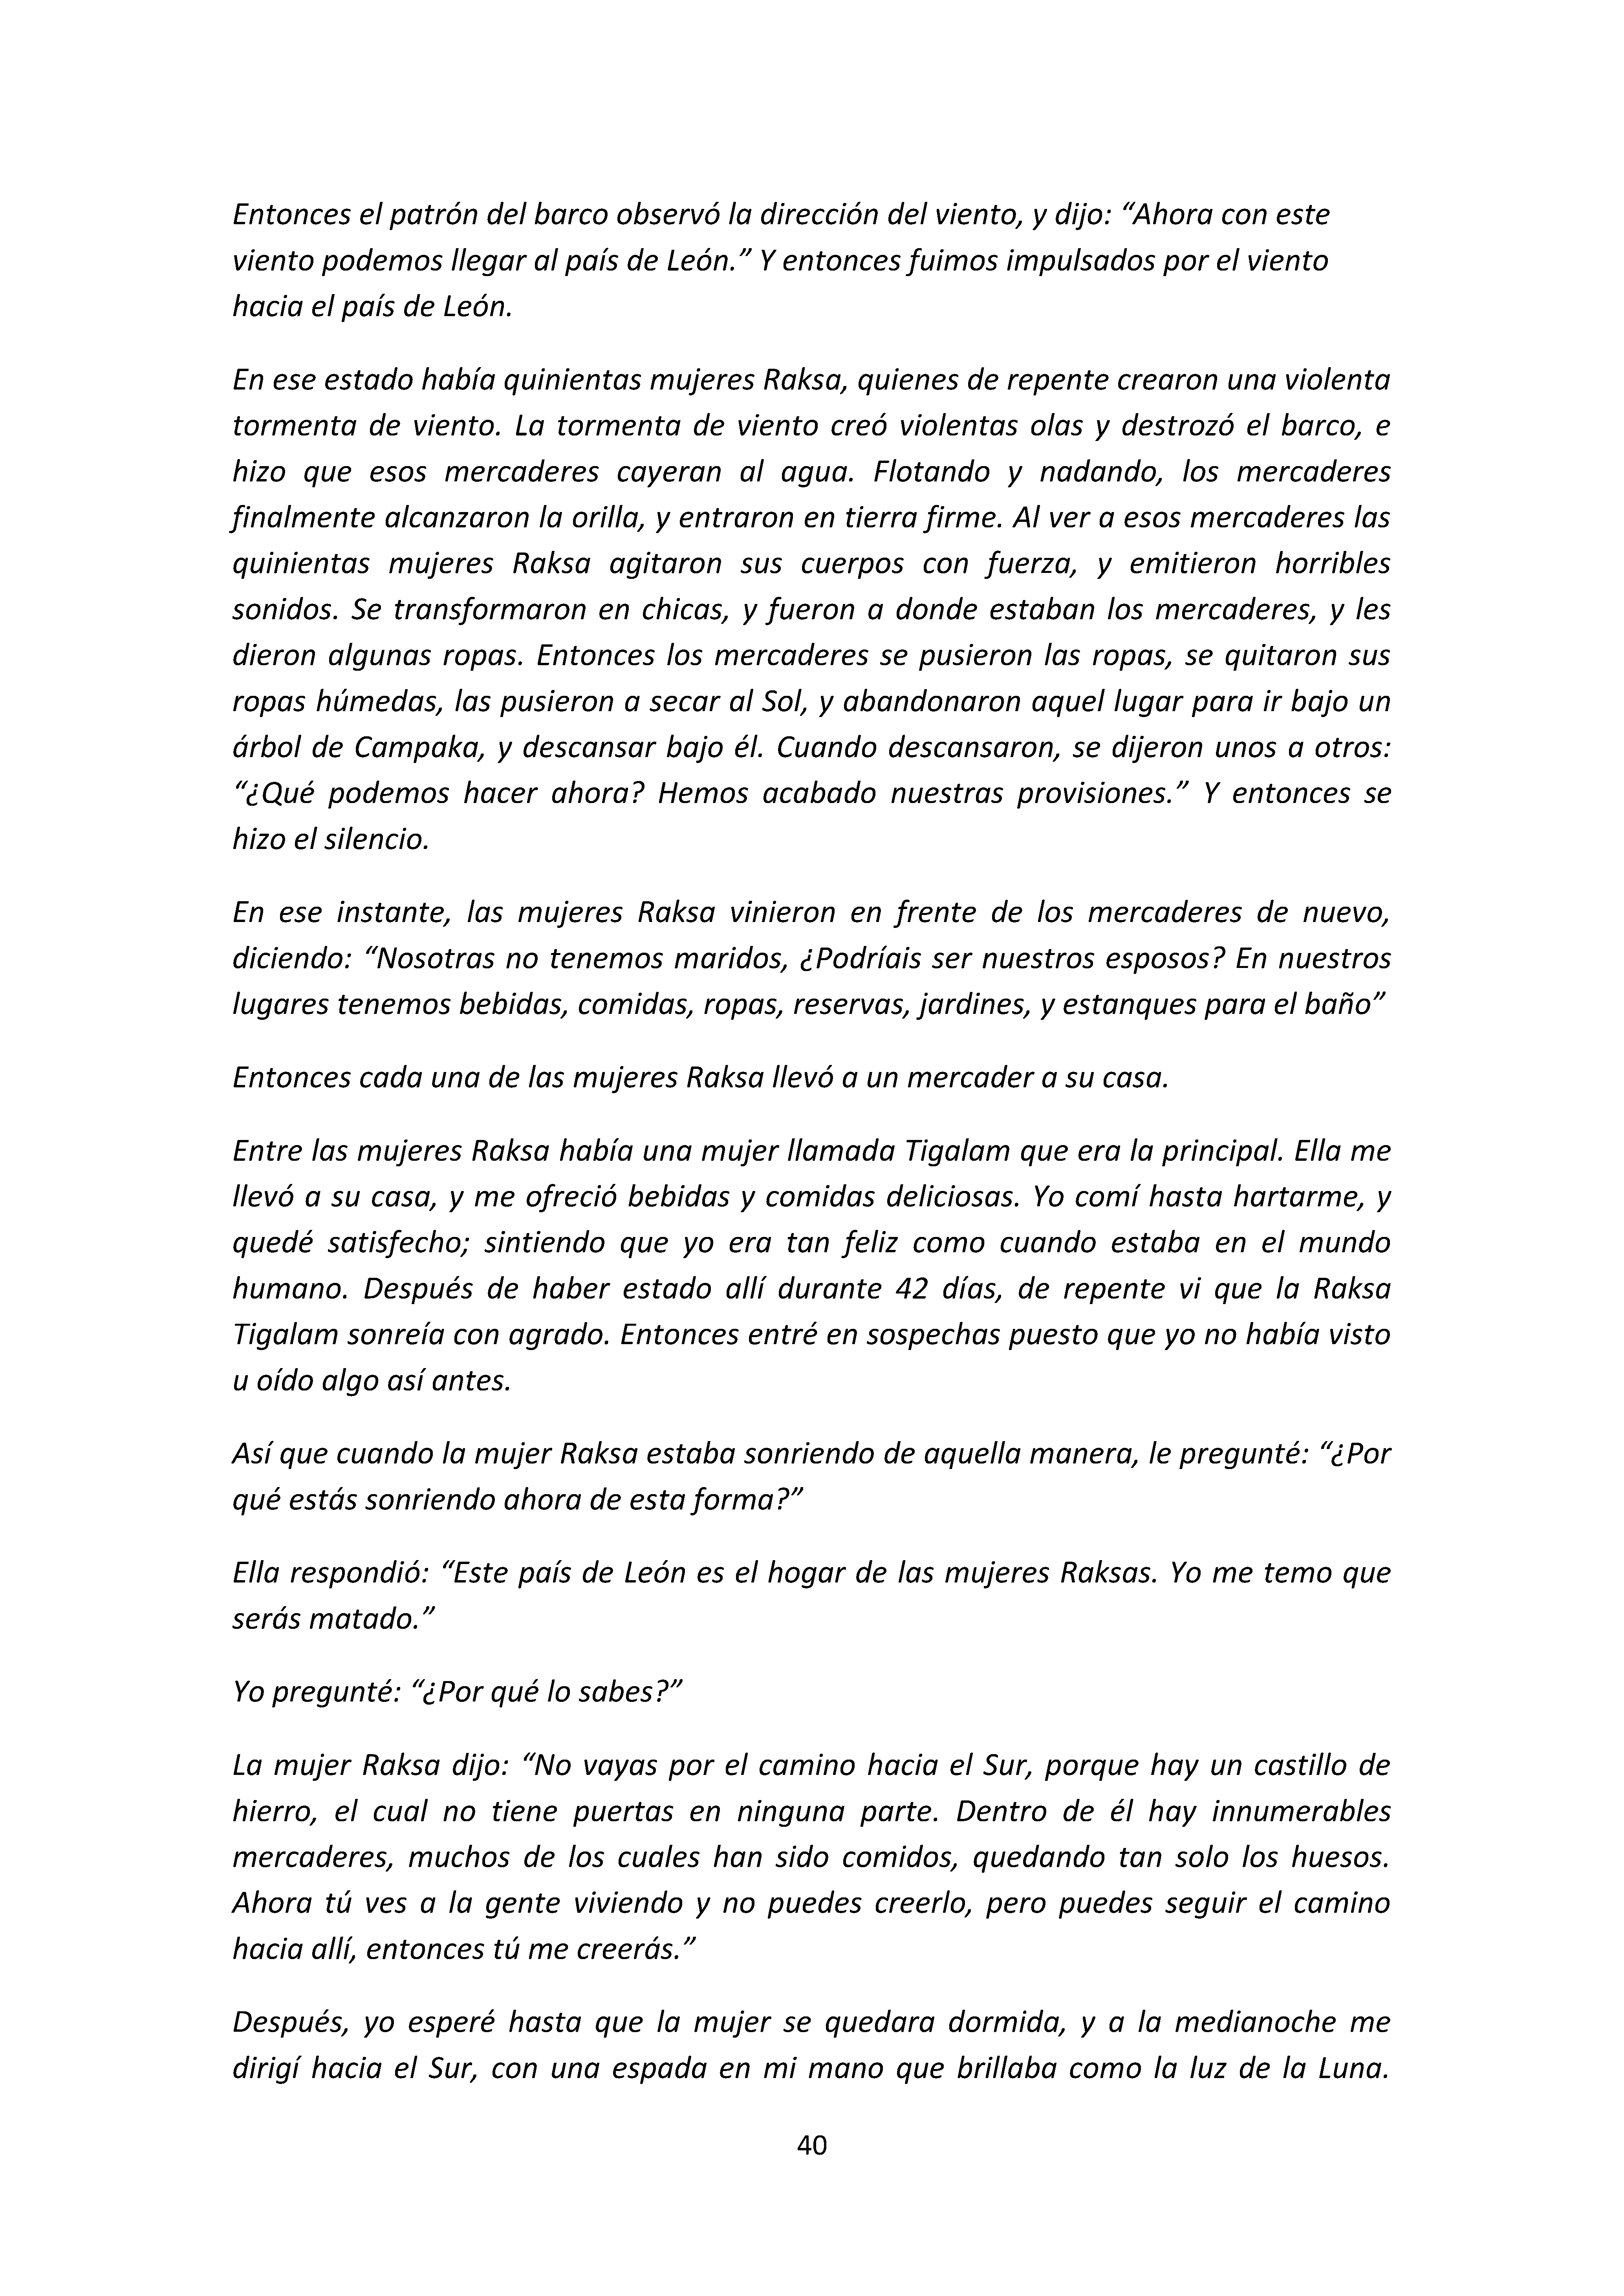 Entonces el patrón del barco observó la dirección del viento, y dijo: “Ahora con este
viento podemos llegar al país de León.” Y entonces fuimos impulsados por el viento
hacia el país de León.
En ese estado había quinientas mujeres Raksa, quienes de repente crearon una violenta
tormenta de viento. La tormenta de viento creó violentas olas y destrozó el barco, e
hizo que esos mercaderes cayeran al agua. Flotando y nadando, los mercaderes
finalmente alcanzaron la orilla, y entraron en tierra firme. Al ver a esos mercaderes las
quinientas mujeres Raksa agitaron sus cuerpos con fuerza, y emitieron horribles
sonidos. Se transformaron en chicas, y fueron a donde estaban los mercaderes, y les
dieron algunas ropas. Entonces los mercaderes se pusieron las ropas, se quitaron sus
ropas húmedas, las pusieron a secar al Sol, y abandonaron aquel lugar para ir bajo un
árbol de Campaka, y descansar bajo él. Cuando descansaron, se dijeron unos a otros:
“¿Qué podemos hacer ahora? Hemos acabado nuestras provisiones.” Y entonces se
hizo el silencio.
En ese instante, las mujeres Raksa vinieron en frente de los mercaderes de nuevo,
diciendo: “Nosotras no tenemos maridos, ¿Podríais ser nuestros esposos? En nuestros
lugares tenemos bebidas, comidas, ropas, reservas, jardines, y estanques para el baño”
Entonces cada una de las mujeres Raksa llevó a un mercader a su casa.
Entre las mujeres Raksa había una mujer llamada Tigalam que era la principal. Ella me
llevó a su casa, y me ofreció bebidas y comidas deliciosas. Yo comí hasta hartarme, y
quedé satisfecho; sintiendo que yo era tan feliz como cuando estaba en el mundo
humano. Después de haber estado allí durante 42 días, de repente vi que la Raksa
Tigalam sonreía con agrado. Entonces entré en sospechas puesto que yo no había visto
u oído algo así antes.
Así que cuando la mujer Raksa estaba sonriendo de aquella manera, le pregunté: “¿Por
qué estás sonriendo ahora de esta forma?”
Ella respondió: “Este país de León es el hogar de las mujeres Raksas. Yo me temo que
serás matado.”
Yo pregunté: “¿Por qué lo sabes?”
La mujer Raksa dijo: “No vayas por el camino hacia el Sur, porque hay un castillo de
hierro, el cual no tiene puertas en ninguna parte. Dentro de él hay innumerables
mercaderes, muchos de los cuales han sido comidos, quedando tan solo los huesos.
Ahora tú ves a la gente viviendo y no puedes creerlo, pero puedes seguir el camino
hacia allí, entonces tú me creerás.”
Después, yo esperé hasta que la mujer se quedara dormida, y a la medianoche me
dirigí hacia el Sur, con una espada en mi mano que brillaba como la luz de la Luna.
40